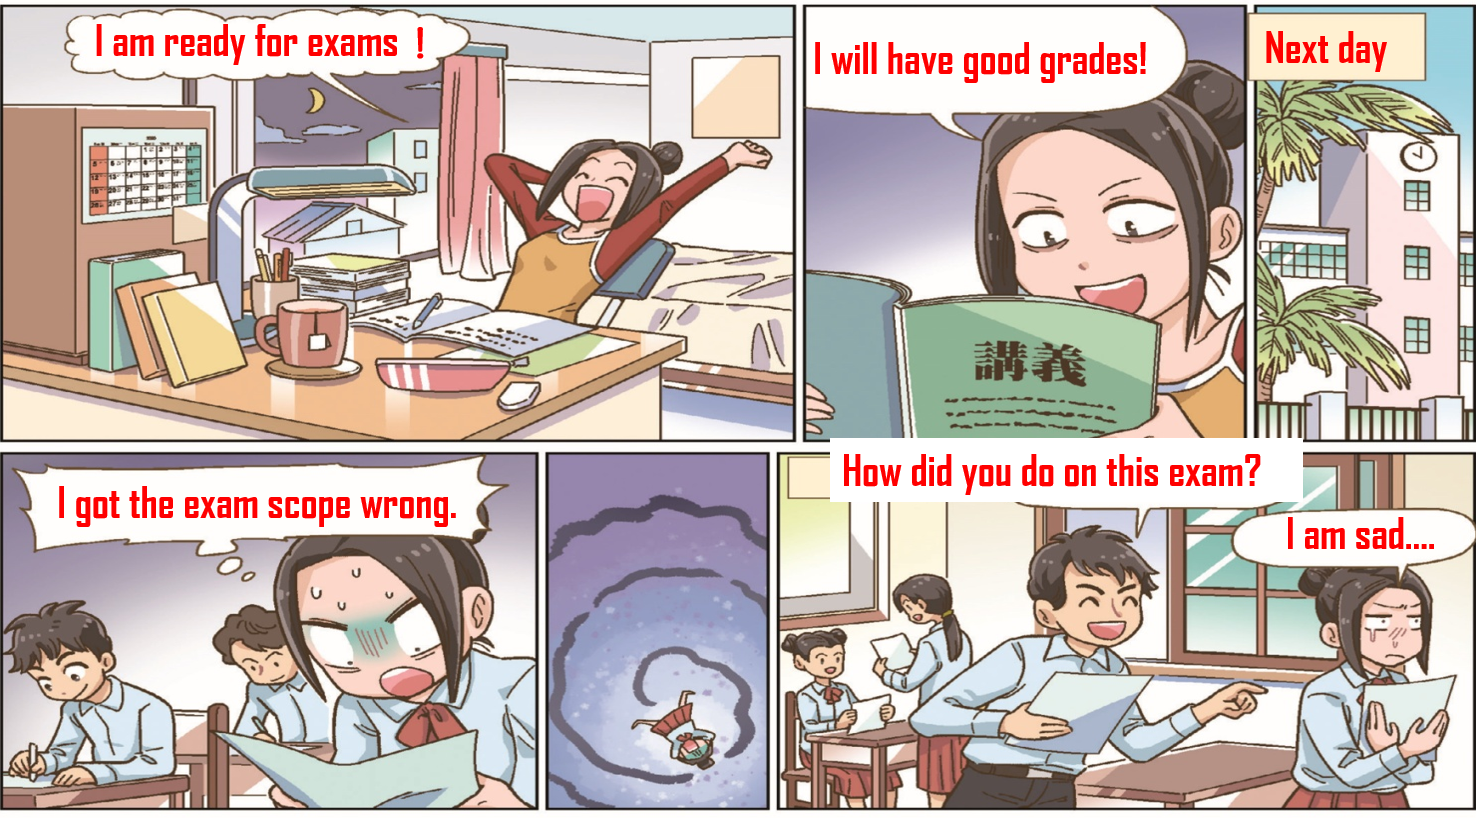 I am ready for exams !
I will have good grades!
講義
Next day
I got the exam scope wrong.
How did you do on this exam?
I am sad....